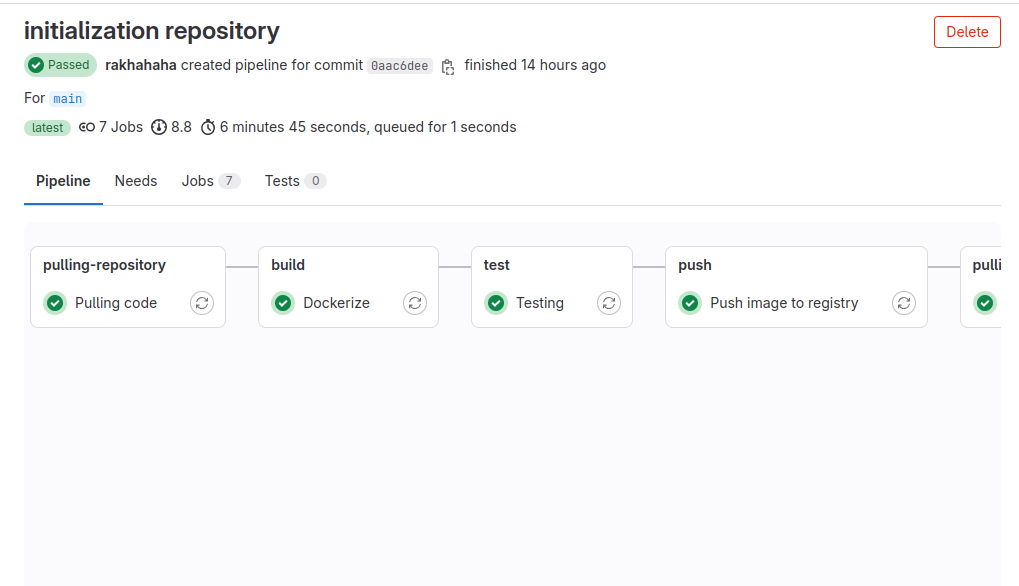 initialization repository
Delete
Passed rakhahaha created pipeline for commit 0aac6dee finished 14 hours ago
For main
latest 7 Jobs 8.8 6 minutes 45 seconds, queued for 1 seconds
Pipeline Needs Jobs 7 Tests 0
pulling-repository build test push pulli
Pulling code Dockerize Testing Push image to registry